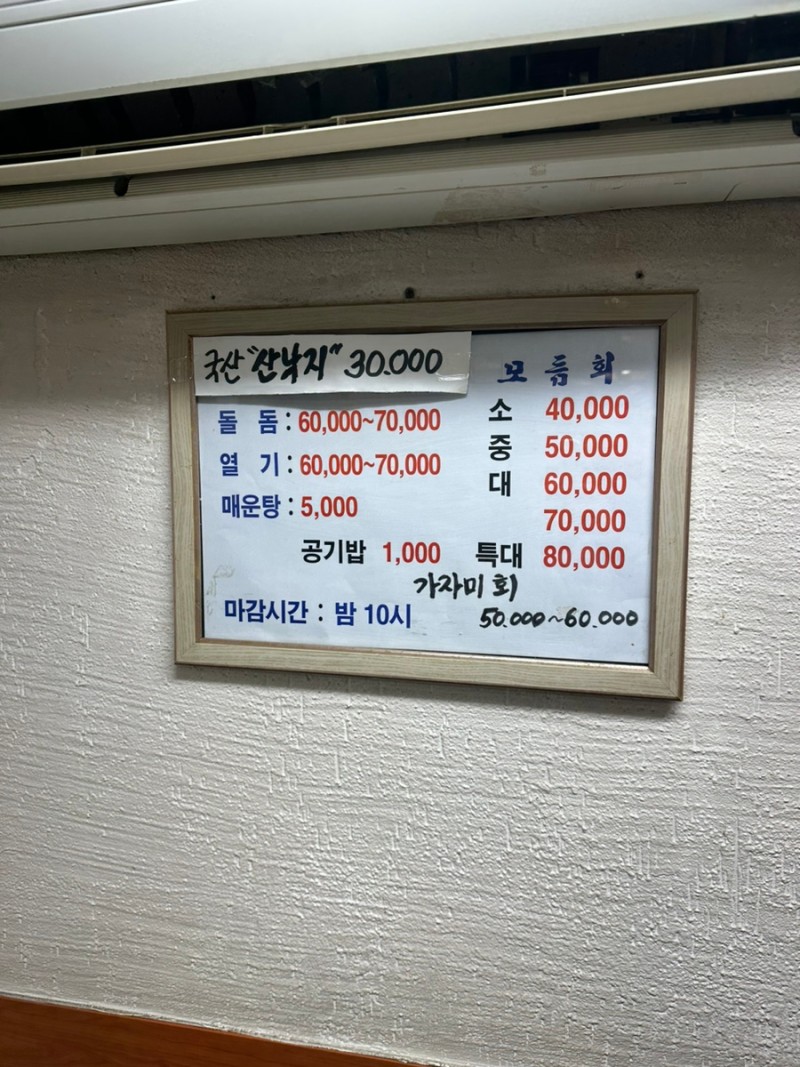 국산 "산낙지" 30.000
돌 돔 : 60,000~70,000
열 기 : 60,000~70,000
매운탕 : 5,000
공기밥 1,000
마감시간 : 밤 10시
모 듬 회
소 40,000
중 50,000
대 60,000
70,000
특대 80,000
가자미 회
50.000~60.000